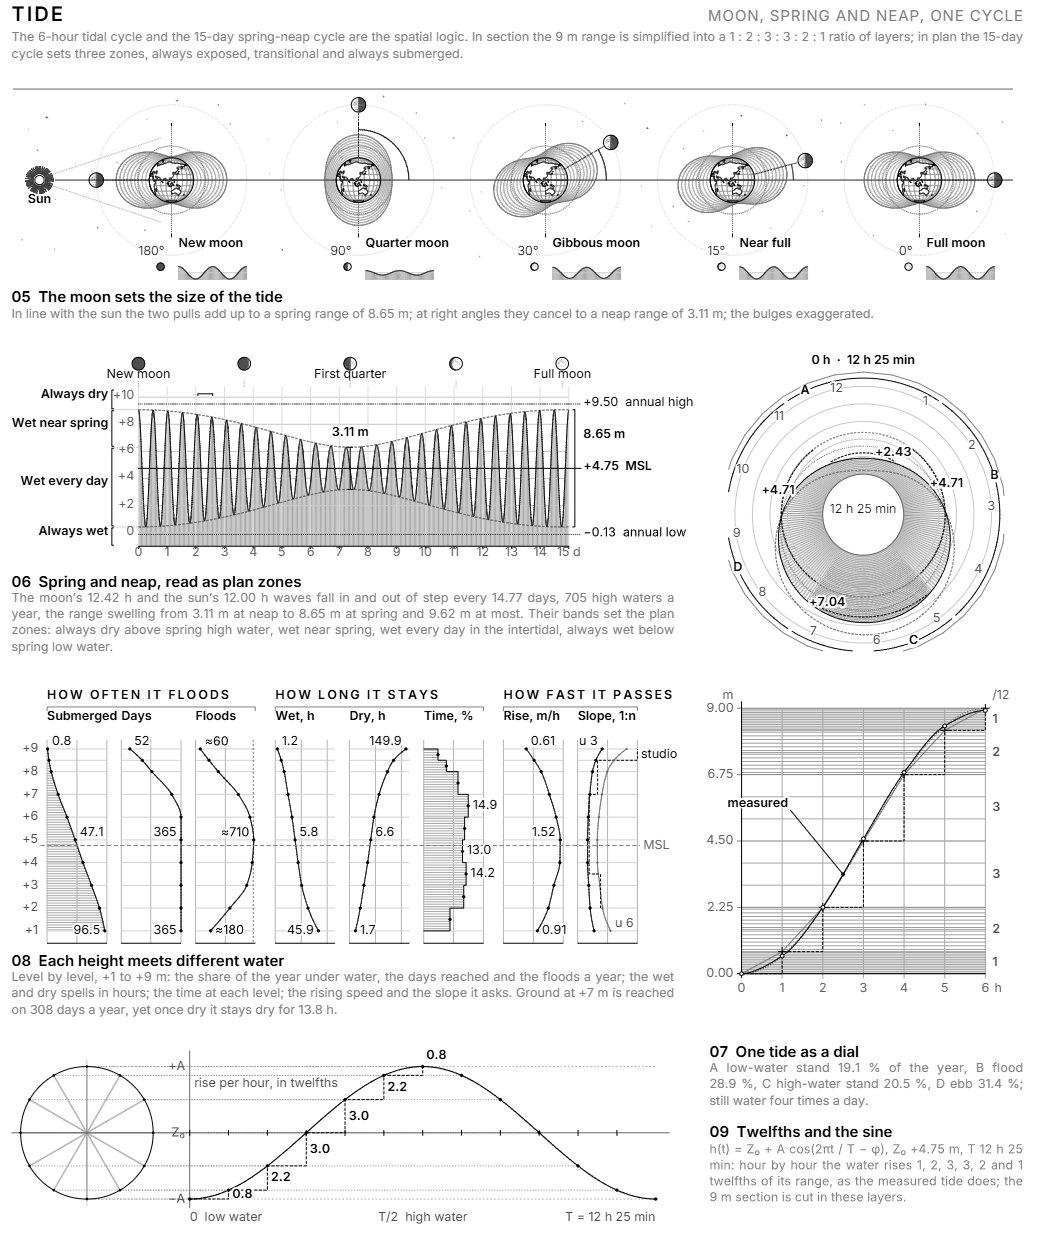 TIDE
MOON, SPRING AND NEAP, ONE CYCLE
The 6-hour tidal cycle and the 15-day spring-neap cycle are the spatial logic. In section the 9 m range is simplified into a 1 : 2 : 3 : 3 : 2 : 1 ratio of layers; in plan the 15-day
cycle sets three zones, always exposed, transitional and always submerged.
Sun
180° New moon
90° Quarter moon
30° Gibbous moon
15° Near full
0° Full moon
05 The moon sets the size of the tide
In line with the sun the two pulls add up to a spring range of 8.65 m; at right angles they cancel to a neap range of 3.11 m; the bulges exaggerated.
New moon First quarter Full moon
Always dry +10
+9.50 annual high
Wet near spring +8
3.11 m
8.65 m
+6
+4.75 MSL
Wet every day +4
+2
Always wet 0
−0.13 annual low
0 1 2 3 4 5 6 7 8 9 10 11 12 13 14 15 d
0 h · 12 h 25 min
A 12 1 2 B 3 4 5 C 6 7 8 D 9 10
+2.43
+4.71 +4.71
12 h 25 min
+7.04
06 Spring and neap, read as plan zones
The moon's 12.42 h and the sun's 12.00 h waves fall in and out of step every 14.77 days, 705 high waters a
year, the range swelling from 3.11 m at neap to 8.65 m at spring and 9.62 m at most. Their bands set the plan
zones: always dry above spring high water, wet near spring, wet every day in the intertidal, always wet below
spring low water.
HOW OFTEN IT FLOODS HOW LONG IT STAYS HOW FAST IT PASSES
Submerged Days Floods Wet, h Dry, h Time, % Rise, m/h Slope, 1:n
0.8 52 ≈60 1.2 149.9 0.61 u 3
+9 studio
+8
+7 14.9
+6
47.1 365 ≈710 5.8 6.6 1.52
+5 MSL
+4 13.0
+3 14.2
+2 u 6
+1 96.5 365 ≈180 45.9 1.7 0.91
m /12
9.00 1
2
6.75
measured 3
4.50
3
2.25
2
0.00 1
0 1 2 3 4 5 6 h
08 Each height meets different water
Level by level, +1 to +9 m: the share of the year under water, the days reached and the floods a year; the wet
and dry spells in hours; the time at each level; the rising speed and the slope it asks. Ground at +7 m is reached
on 308 days a year, yet once dry it stays dry for 13.8 h.
+A
rise per hour, in twelfths
0.8
2.2
3.0
Z₀
3.0
2.2
0.8
−A
0 low water T/2 high water T = 12 h 25 min
07 One tide as a dial
A low-water stand 19.1 % of the year, B flood
28.9 %, C high-water stand 20.5 %, D ebb 31.4 %;
still water four times a day.
09 Twelfths and the sine
h(t) = Z₀ + A cos(2πt / T − φ), Z₀ +4.75 m, T 12 h 25
min: hour by hour the water rises 1, 2, 3, 3, 2 and 1
twelfths of its range, as the measured tide does; the
9 m section is cut in these layers.